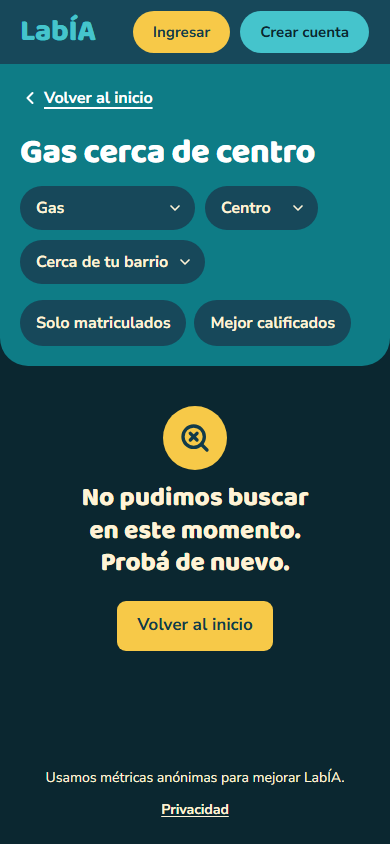 LabÍA
Ingresar
Crear cuenta
Volver al inicio
Gas cerca de centro
Gas
Centro
Cerca de tu barrio
Solo matriculados
Mejor calificados
No pudimos buscar
en este momento.
Probá de nuevo.
Volver al inicio
Usamos métricas anónimas para mejorar LabÍA.
Privacidad